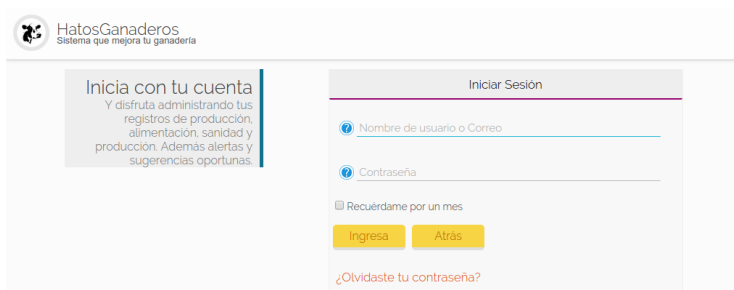 HatosGanaderos
Sistema que mejora tu ganadería
Inicia con tu cuenta
Y disfruta administrando tus
registros de producción,
alimentación, sanidad y
producción. Además alertas y
sugerencias oportunas.
Iniciar Sesión
Nombre de usuario o Correo
Contraseña
Recuérdame por un mes
Ingresa
Atrás
¿Olvidaste tu contraseña?